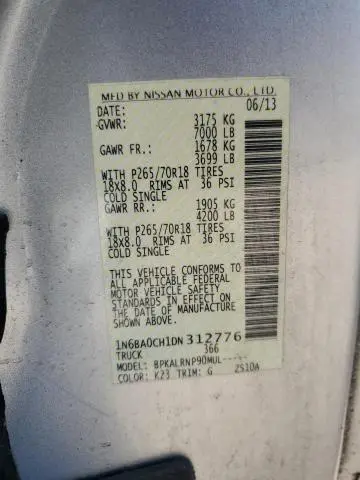 MFD BY NISSAN MOTOR CO., LTD.
DATE: 06/13
GVWR: 3175 KG
7000 LB
GAWR FR.: 1678 KG
3699 LB
WITH P265/70R18 TIRES
18X8.0 RIMS AT 36 PSI
COLD SINGLE
GAWR RR.: 1905 KG
4200 LB
WITH P265/70R18 TIRES
18X8.0 RIMS AT 36 PSI
COLD SINGLE
THIS VEHICLE CONFORMS TO
ALL APPLICABLE FEDERAL
MOTOR VEHICLE SAFETY
STANDARDS IN EFFECT ON
THE DATE OF MANUFACTURE
SHOWN ABOVE
1N6BA0CH1DN312776
TRUCK 366
MODEL: BPKALRNP90MUL-----
COLOR: K23 TRIM: G ZS10A